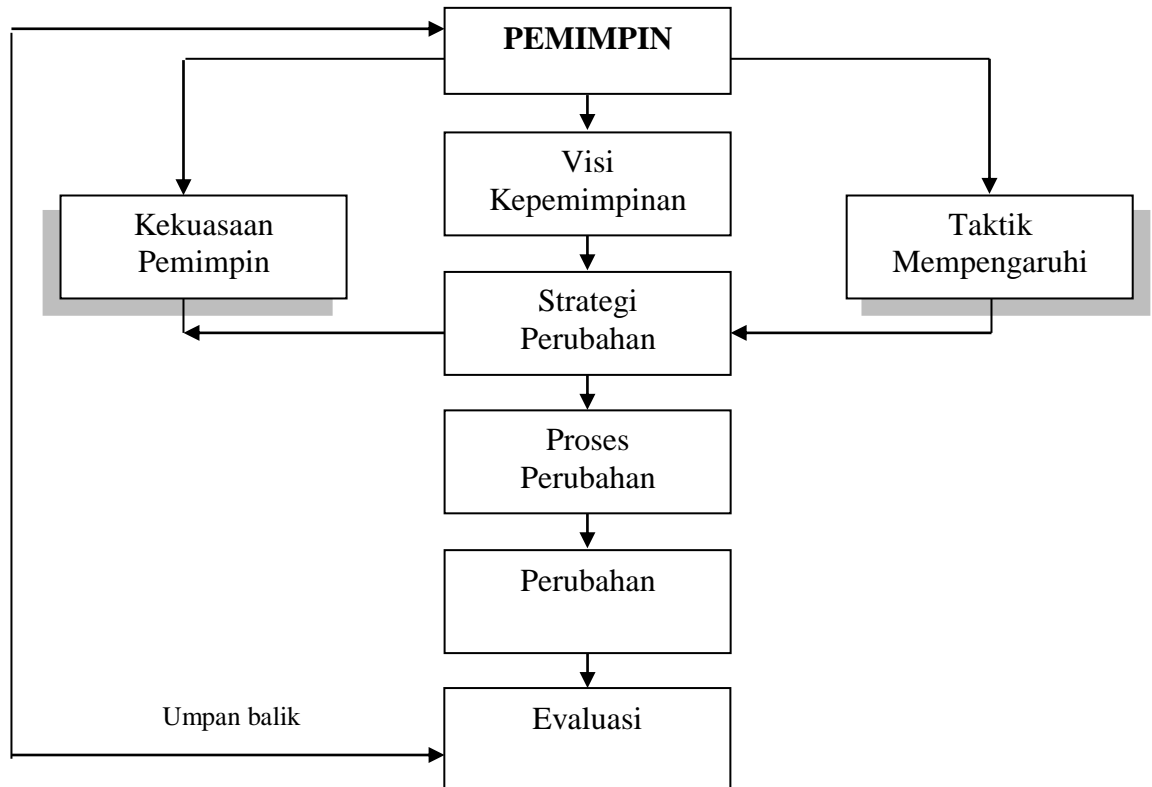 PEMIMPIN
Visi
Kepemimpinan
Kekuasaan
Pemimpin
Taktik
Mempengaruhi
Strategi
Perubahan
Proses
Perubahan
Perubahan
Umpan balik
Evaluasi